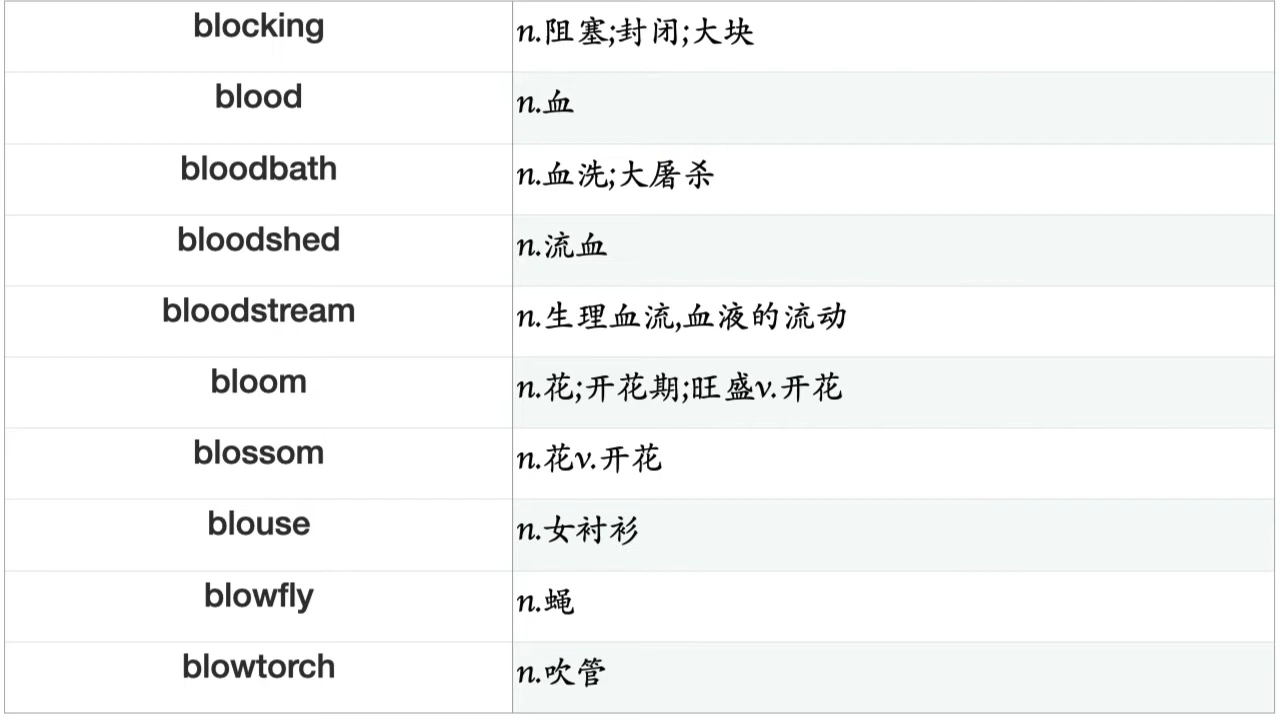 blocking n.阻塞;封闭;大块
blood n.血
bloodbath n.血洗;大屠杀
bloodshed n.流血
bloodstream n.生理血流,血液的流动
bloom n.花;开花期;旺盛v.开花
blossom n.花v.开花
blouse n.女衬衫
blowfly n.蝇
blowtorch n.吹管